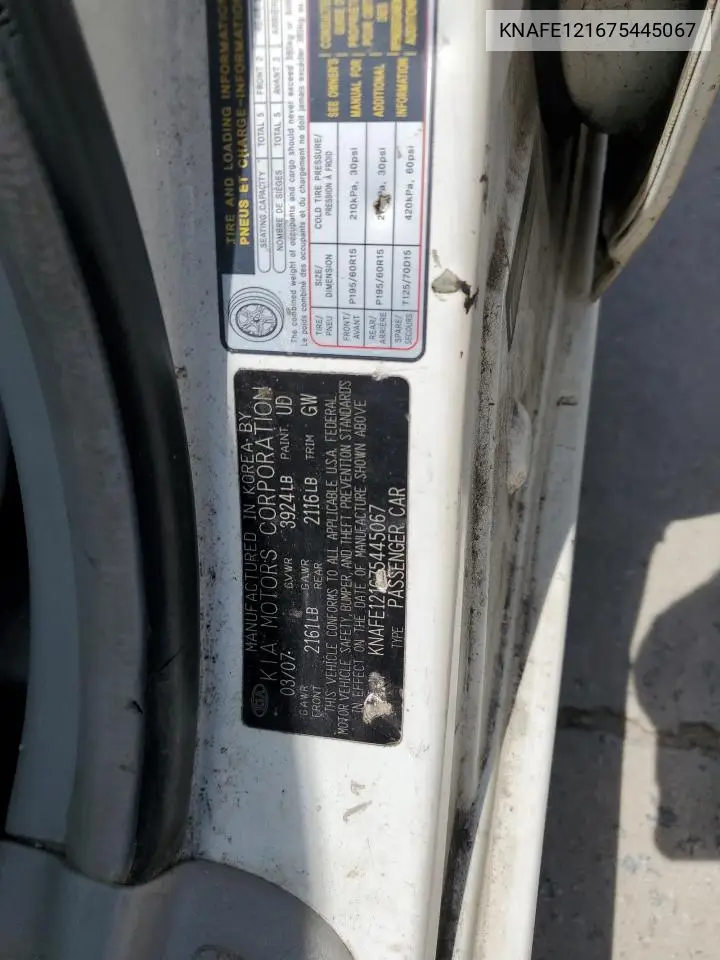 KNAFE121675445067
TIRE AND LOADING INFORMATION
PNEUS ET CHARGE-INFORMATION
SEATING CAPACITY TOTAL 5 FRONT 2
NOMBRE DE SIÈGES TOTAL 5 AVANT 2
The combined weight of occupants and cargo should never exceed
Le poids combiné des occupants et du chargement ne doit jamais excéder
TIRE/ PNEU SIZE/ DIMENSION COLD TIRE PRESSURE/ PRESSION À FROID
FRONT/ AVANT P195/60R15 210kPa, 30psi
REAR/ ARRIÈRE P195/60R15 30psi
SPARE/ SECOURS T125/70D15 420kPa, 60psi
SEE OWNER'S
MANUAL FOR
ADDITIONAL
INFORMATION
MANUFACTURED IN KOREA BY
KIA MOTORS CORPORATION
03/07 GVWR 3924LB PAINT UD
GAWR FRONT 2161LB GAWR REAR 2116LB TRIM GW
THIS VEHICLE CONFORMS TO ALL APPLICABLE U.S.A. FEDERAL
MOTOR VEHICLE SAFETY, BUMPER, AND THEFT PREVENTION STANDARDS
IN EFFECT ON THE DATE OF MANUFACTURE SHOWN ABOVE
KNAFE121675445067
TYPE PASSENGER CAR